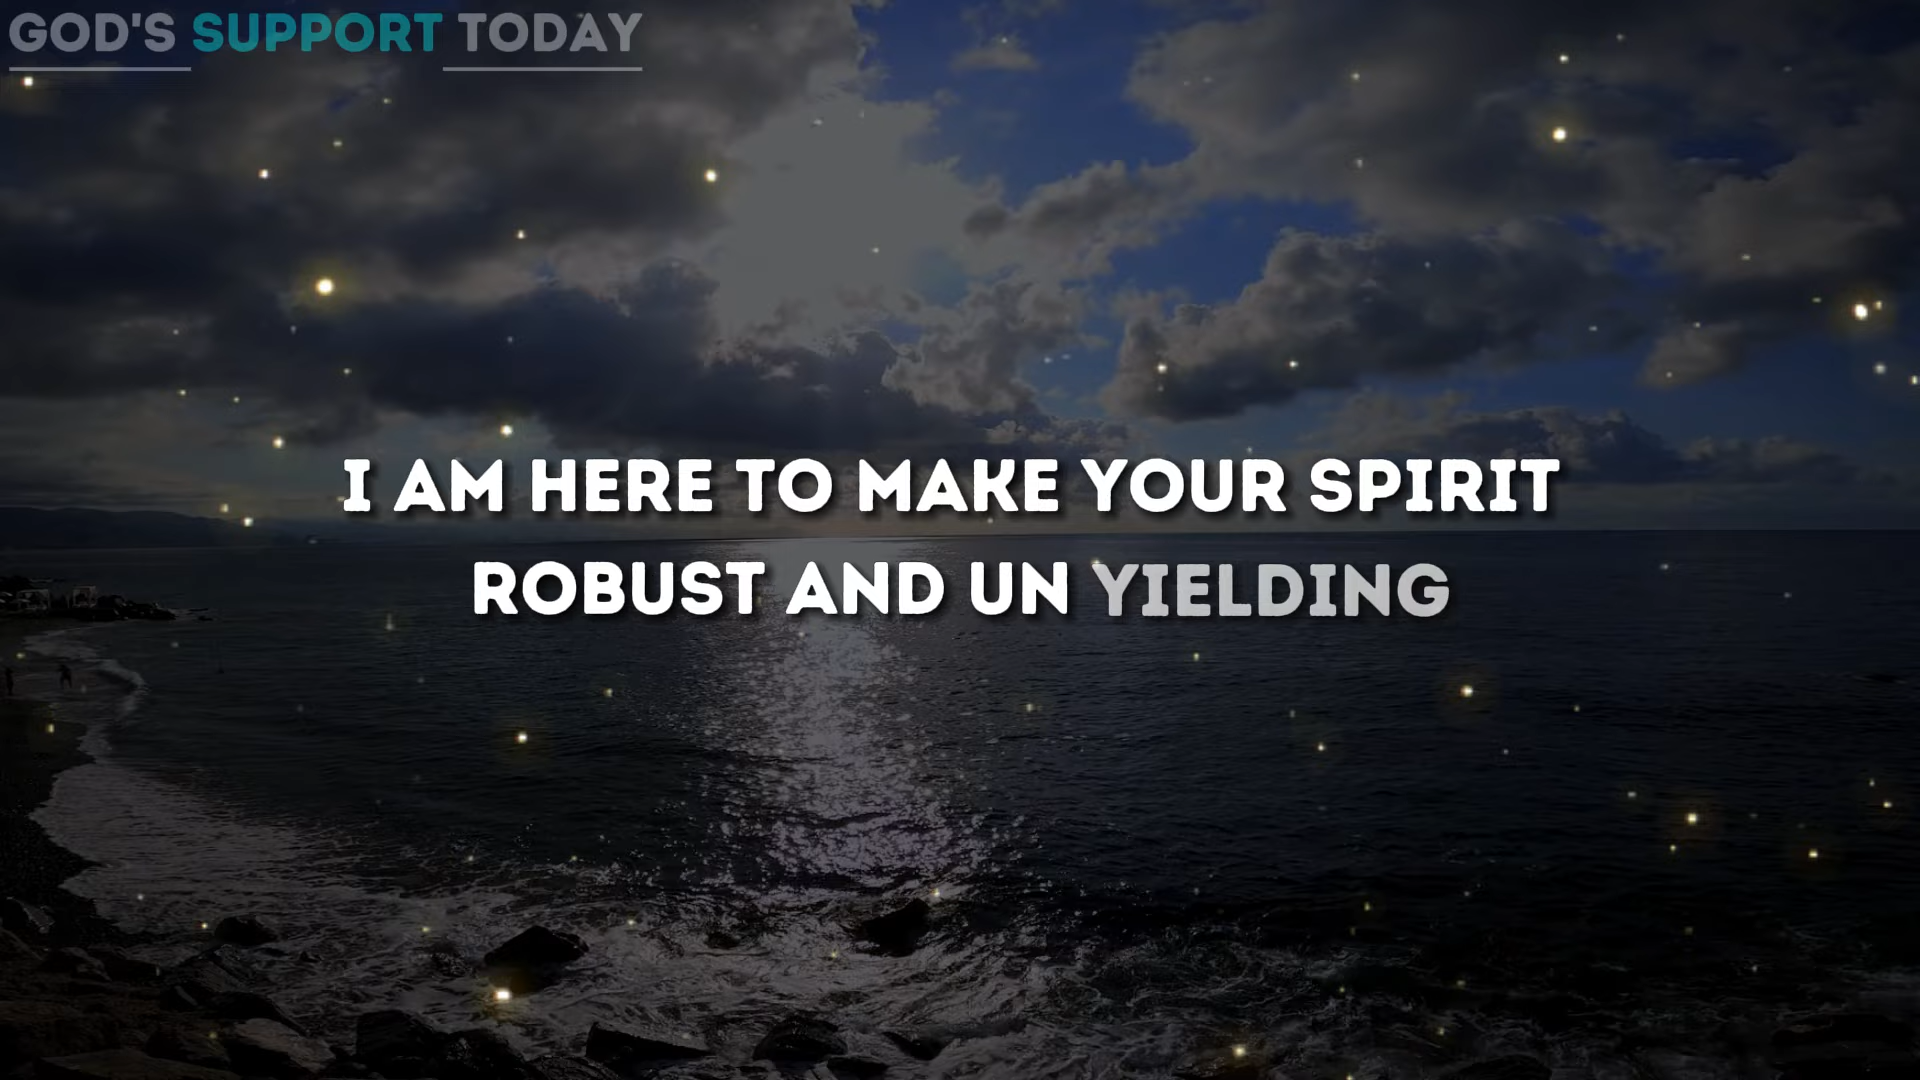 GOD'S SUPPORT TODAY
I AM HERE TO MAKE YOUR SPIRIT
ROBUST AND UN YIELDING